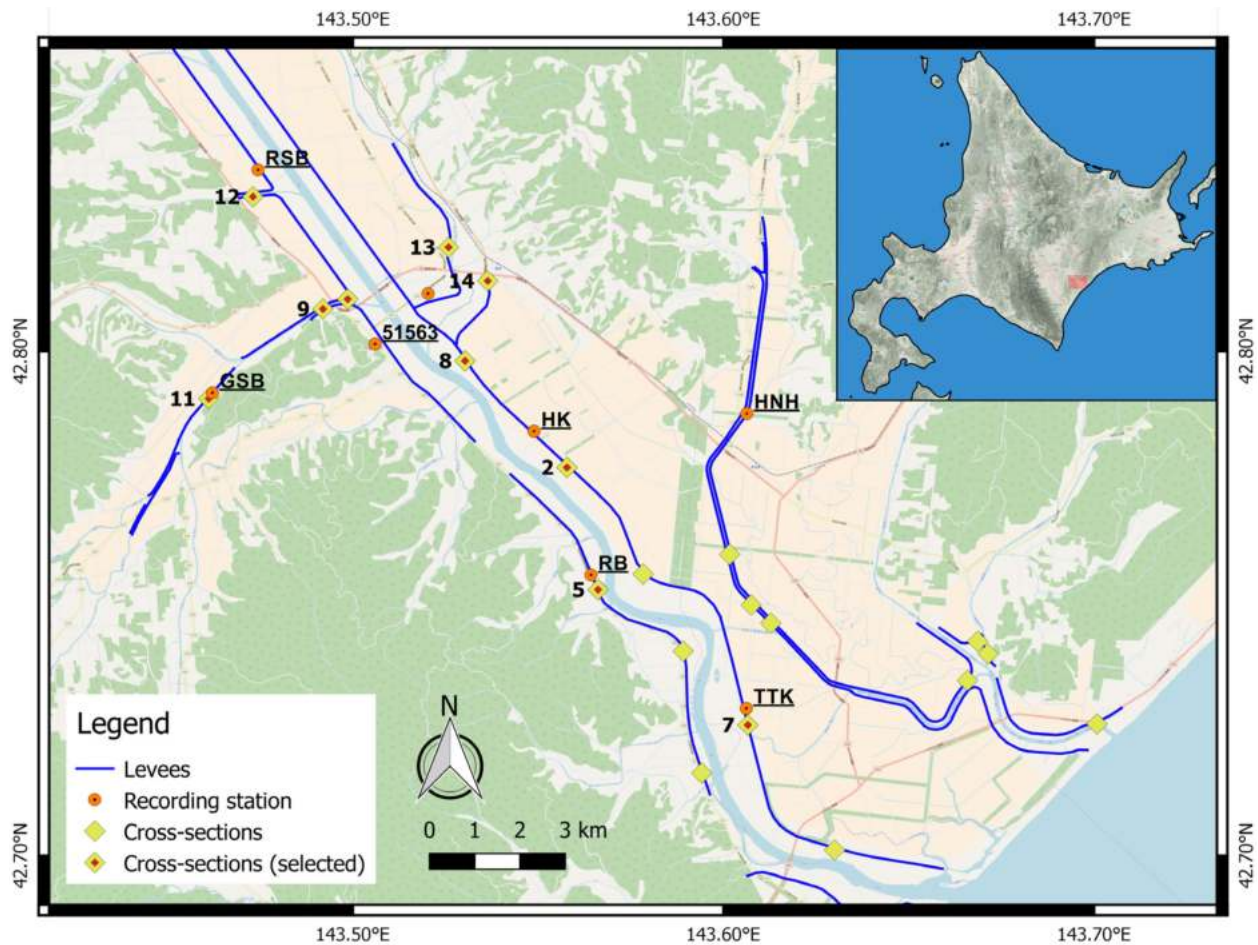 143.50°E
143.60°E
143.70°E
RSB
12
13
14
9
51563
42.80°N
42.80°N
8
GSB
11
HK
HNH
2
RB
5
TTK
7
Legend
Levees
Recording station
Cross-sections
Cross-sections (selected)
N
0 1 2 3 km
42.70°N
42.70°N
143.50°E
143.60°E
143.70°E